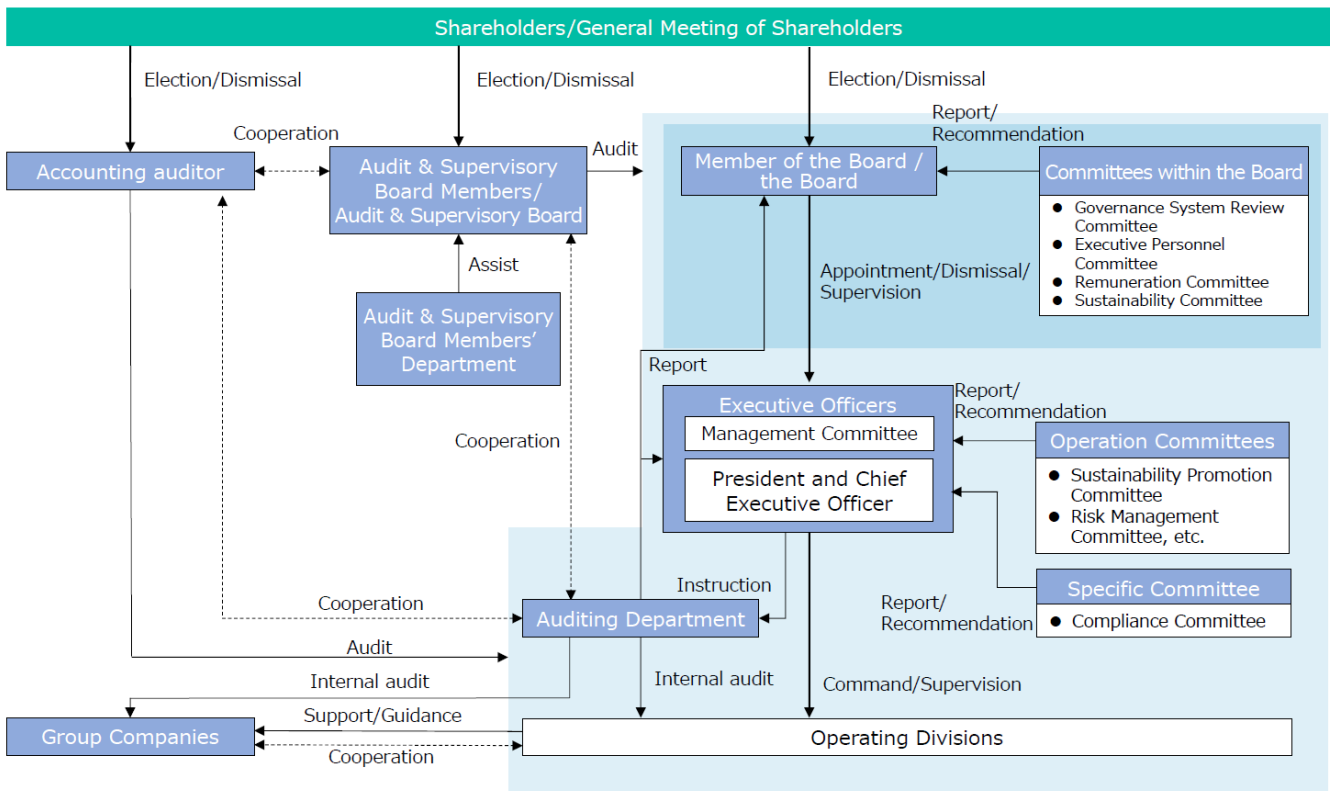 Shareholders/General Meeting of Shareholders
Election/Dismissal
Election/Dismissal
Election/Dismissal
Cooperation
Report/
Recommendation
Audit
Accounting auditor
Audit & Supervisory
Board Members/
Audit & Supervisory Board
Member of the Board /
the Board
Committees within the Board
● Governance System Review
Committee
● Executive Personnel
Committee
● Remuneration Committee
● Sustainability Committee
Assist
Appointment/Dismissal/
Supervision
Audit & Supervisory
Board Members’
Department
Report
Executive Officers
Management Committee
President and Chief
Executive Officer
Report/
Recommendation
Cooperation
Operation Committees
● Sustainability Promotion
Committee
● Risk Management
Committee, etc.
Instruction
Specific Committee
● Compliance Committee
Report/
Recommendation
Cooperation
Auditing Department
Audit
Internal audit
Internal audit
Command/Supervision
Support/Guidance
Group Companies
Operating Divisions
Cooperation